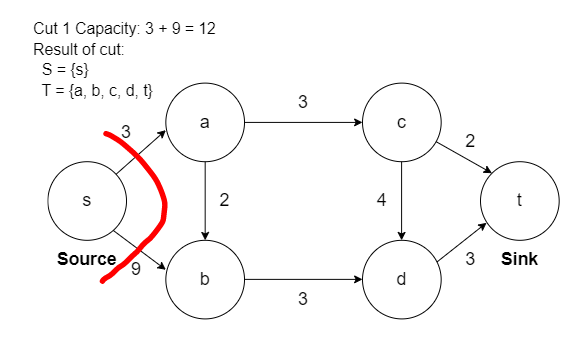 Cut 1 Capacity: 3 + 9 = 12
Result of cut:
S = {s}
T = {a, b, c, d, t}
3
3
a
c
2
s
2
4
t
Source
9
b
3
d
3
Sink